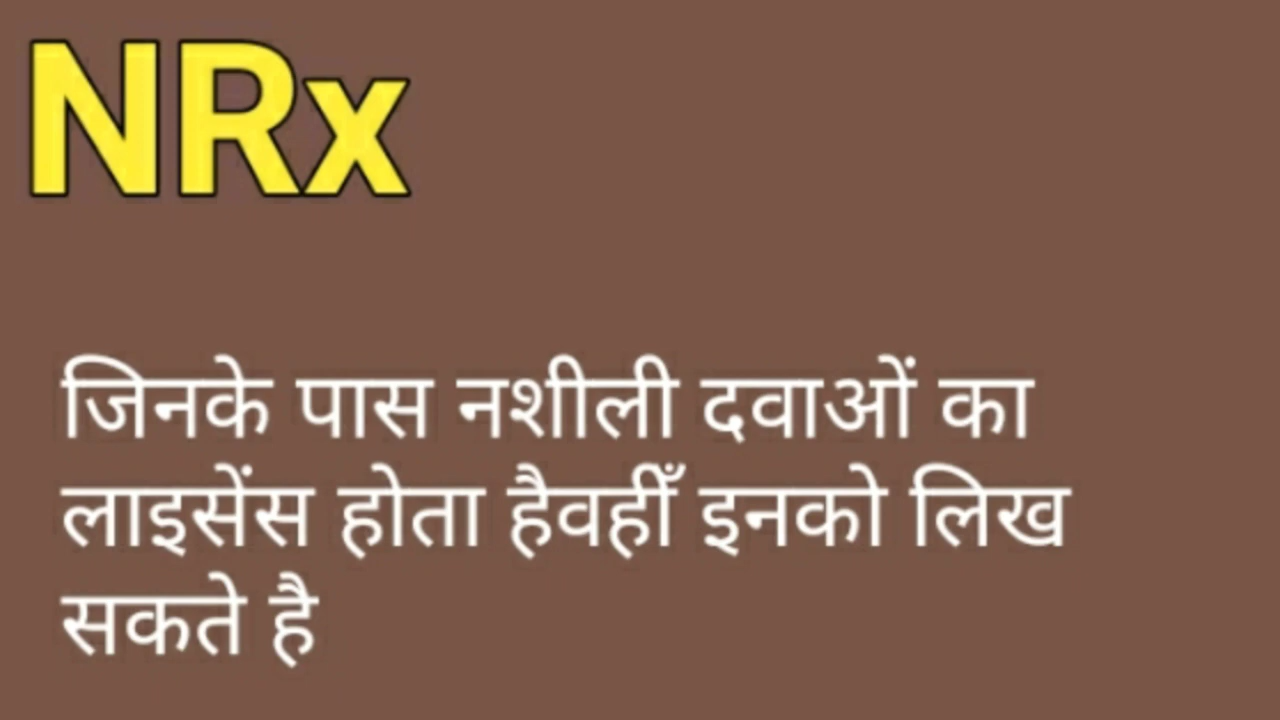 NRx
जिनके पास नशीली दवाओं का
लाइसेंस होता हैवहीँ इनको लिख
सकते है